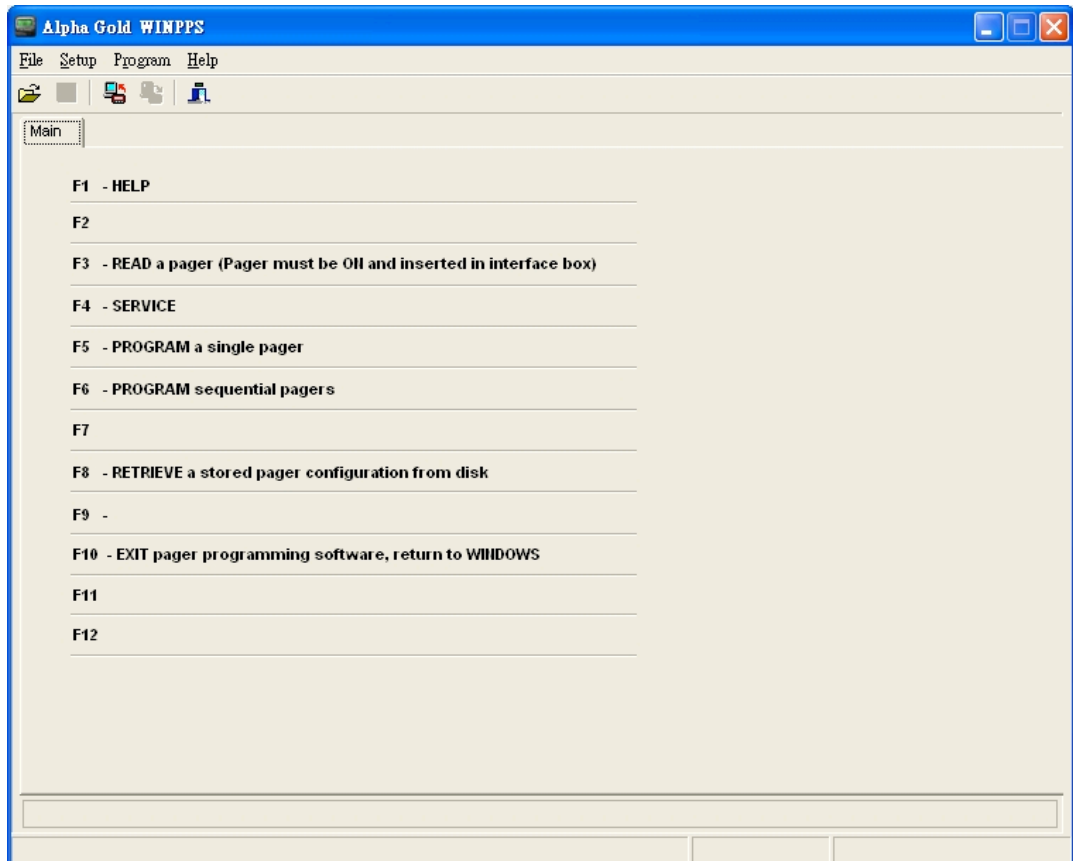 Alpha Gold WINPPS
File Setup Program Help
Main
F1 - HELP
F2
F3 - READ a pager (Pager must be ON and inserted in interface box)
F4 - SERVICE
F5 - PROGRAM a single pager
F6 - PROGRAM sequential pagers
F7
F8 - RETRIEVE a stored pager configuration from disk
F9 -
F10 - EXIT pager programming software, return to WINDOWS
F11
F12